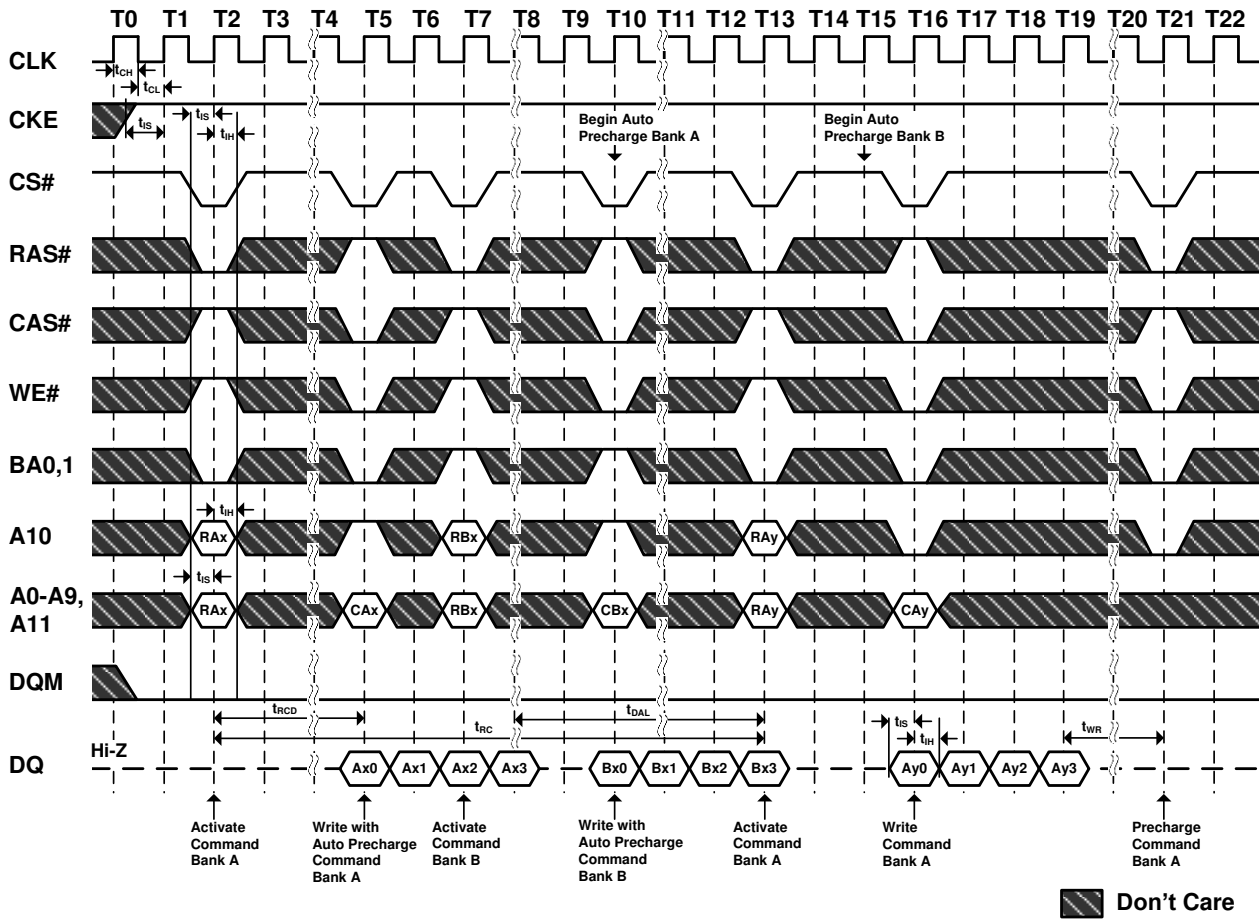 T0 T1 T2 T3 T4 T5 T6 T7 T8 T9 T10 T11 T12 T13 T14 T15 T16 T17 T18 T19 T20 T21 T22
CLK
tCH
tCL
CKE
tIS
tIS
tIH
Begin Auto
Precharge Bank A
Begin Auto
Precharge Bank B
CS#
RAS#
CAS#
WE#
BA0,1
tIH
A10
RAx RBx RAy
tIS
A0-A9,
A11
RAx CAx RBx CBx RAy CAy
DQM
tRCD
tDAL
tRC
tIS
tIH
tWR
Hi-Z
DQ
Ax0 Ax1 Ax2 Ax3 Bx0 Bx1 Bx2 Bx3 Ay0 Ay1 Ay2 Ay3
Activate
Command
Bank A
Write with
Auto Precharge
Command
Bank A
Activate
Command
Bank B
Write with
Auto Precharge
Command
Bank B
Activate
Command
Bank A
Write
Command
Bank A
Precharge
Command
Bank A
Don't Care